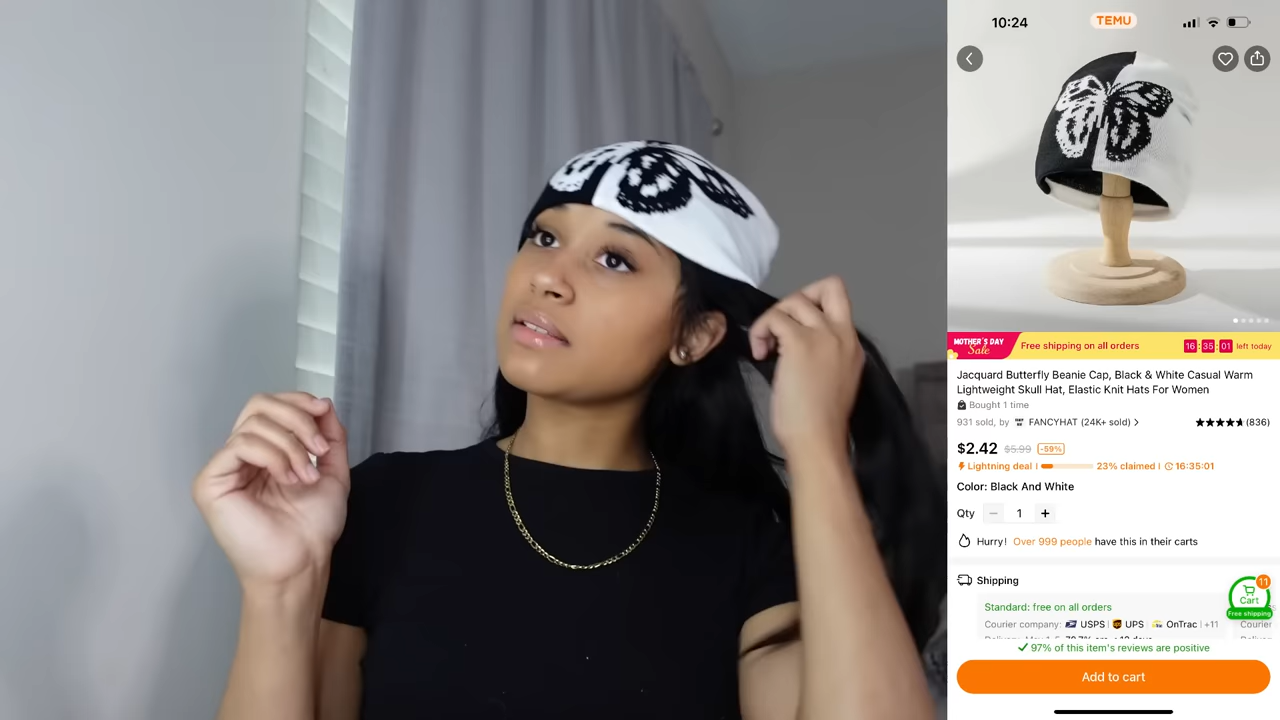 10:24
TEMU
MOTHER'S DAY
Sale
Free shipping on all orders
16:35:01 left today
Jacquard Butterfly Beanie Cap, Black & White Casual Warm
Lightweight Skull Hat, Elastic Knit Hats For Women
Bought 1 time
931 sold, by FANCYHAT (24K+ sold) >
(836)
$2.42 $5.99 -59%
Lightning deal 23% claimed 16:35:01
Color: Black And White
Qty − 1 +
Hurry! Over 999 people have this in their carts
Shipping
11
Cart
Free shipping
Standard: free on all orders
Courier company: USPS UPS OnTrac +11
Courier
97% of this item's reviews are positive
Add to cart